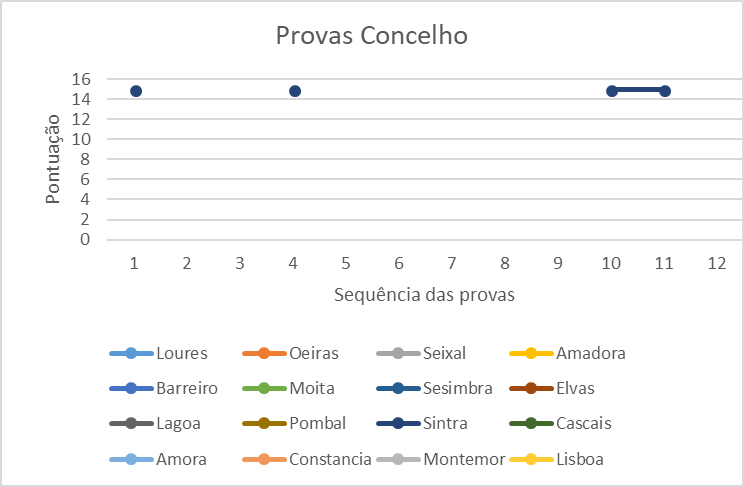 Provas Concelho
16
14
12
10
8
6
4
2
0
Pontuação
1 2 3 4 5 6 7 8 9 10 11 12
Sequência das provas
Loures Oeiras Seixal Amadora
Barreiro Moita Sesimbra Elvas
Lagoa Pombal Sintra Cascais
Amora Constancia Montemor Lisboa